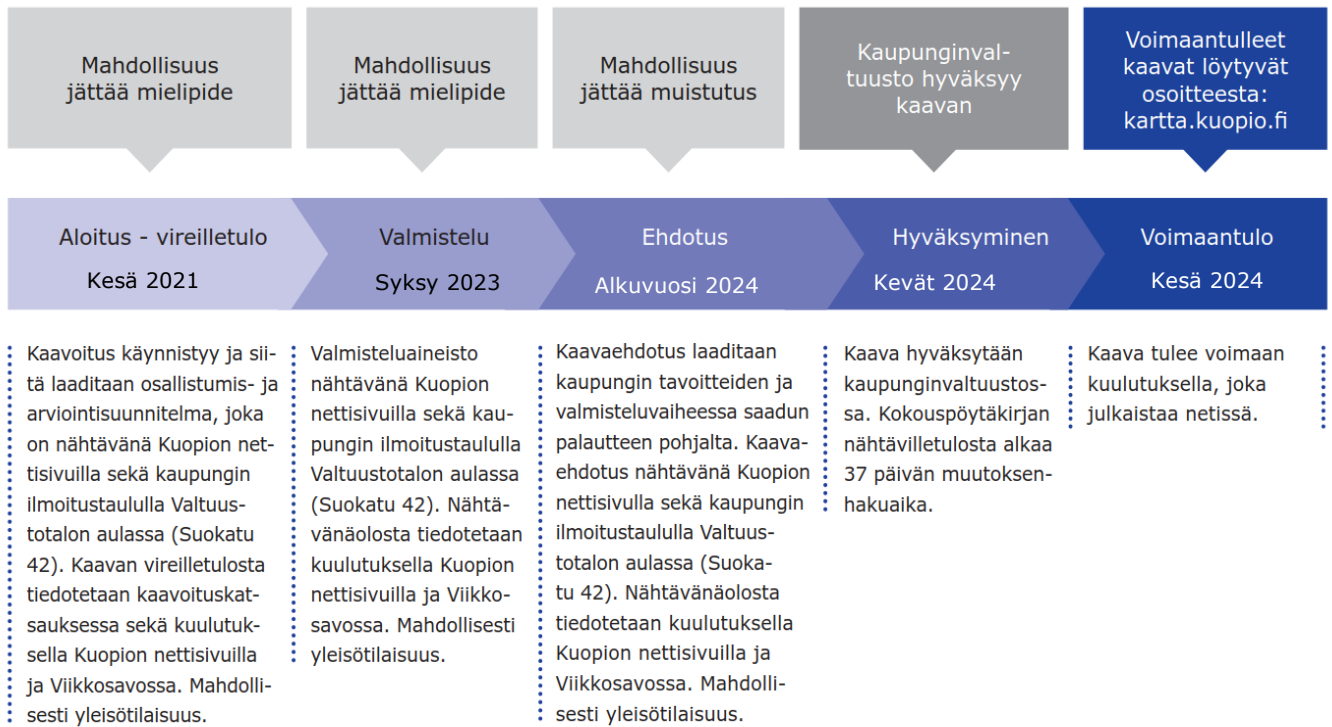 Mahdollisuus
jättää mielipide
Mahdollisuus
jättää mielipide
Mahdollisuus
jättää muistutus
Kaupunginval-
tuusto hyväksyy
kaavan
Voimaantulleet
kaavat löytyvät
osoitteesta:
kartta.kuopio.fi
Aloitus - vireilletulo
Kesä 2021
Valmistelu
Syksy 2023
Ehdotus
Alkuvuosi 2024
Hyväksyminen
Kevät 2024
Voimaantulo
Kesä 2024
Kaavoitus käynnistyy ja sii-
tä laaditaan osallistumis- ja
arviointisuunnitelma, joka
on nähtävänä Kuopion net-
tisivuilla sekä kaupungin
ilmoitustaululla Valtuus-
totalon aulassa (Suokatu
42). Kaavan vireilletulosta
tiedotetaan kaavoituskat-
sauksessa sekä kuulutuk-
sella Kuopion nettisivuilla
ja Viikkosavossa. Mahdolli-
sesti yleisötilaisuus.
Valmisteluaineisto
nähtävänä Kuopion
nettisivuilla sekä kau-
pungin ilmoitustaululla
Valtuustotalon aulassa
(Suokatu 42). Nähtä-
vänäolosta tiedotetaan
kuulutuksella Kuopion
nettisivuilla ja Viikko-
savossa. Mahdollisesti
yleisötilaisuus.
Kaavaehdotus laaditaan
kaupungin tavoitteiden ja
valmisteluvaiheessa saadun
palautteen pohjalta. Kaava-
ehdotus nähtävänä Kuopion
nettisivulla sekä kaupungin
ilmoitustaululla Valtuus-
totalon aulassa (Suoka-
tu 42). Nähtävänäolosta
tiedotetaan kuulutuksella
Kuopion nettisivuilla ja
Viikkosavossa. Mahdolli-
sesti yleisötilaisuus.
Kaava hyväksytään
kaupunginvaltuustos-
sa. Kokouspöytäkirjan
nähtävilletulosta alkaa
37 päivän muutoksen-
hakuaika.
Kaava tulee voimaan
kuulutuksella, joka
julkaistaa netissä.